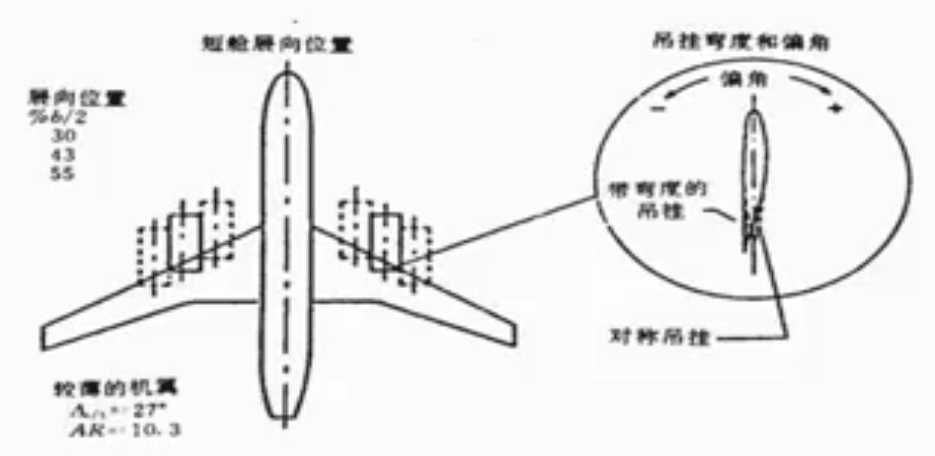 短舱展向位置
展向位置
%b/2
30
43
55
较薄的机翼
=27°
AR=10.3
吊挂弯度和偏角
偏角
- +
带弯度的
吊挂
对称吊挂